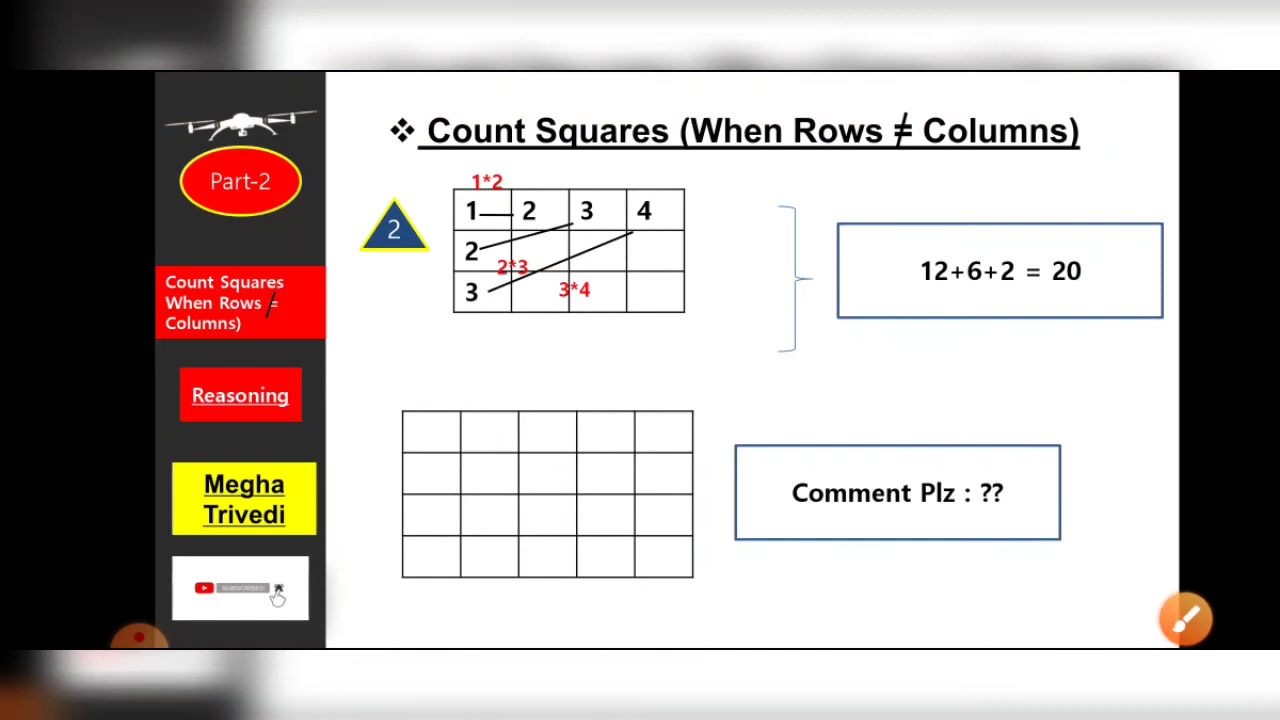 Part-2
Count Squares
When Rows ≠
Columns)
Reasoning
Megha
Trivedi
SUBSCRIBED
❖ Count Squares (When Rows ≠ Columns)
2
1*2
1 2 3 4
2
2*3
3
3*4
12+6+2 = 20
Comment Plz : ??